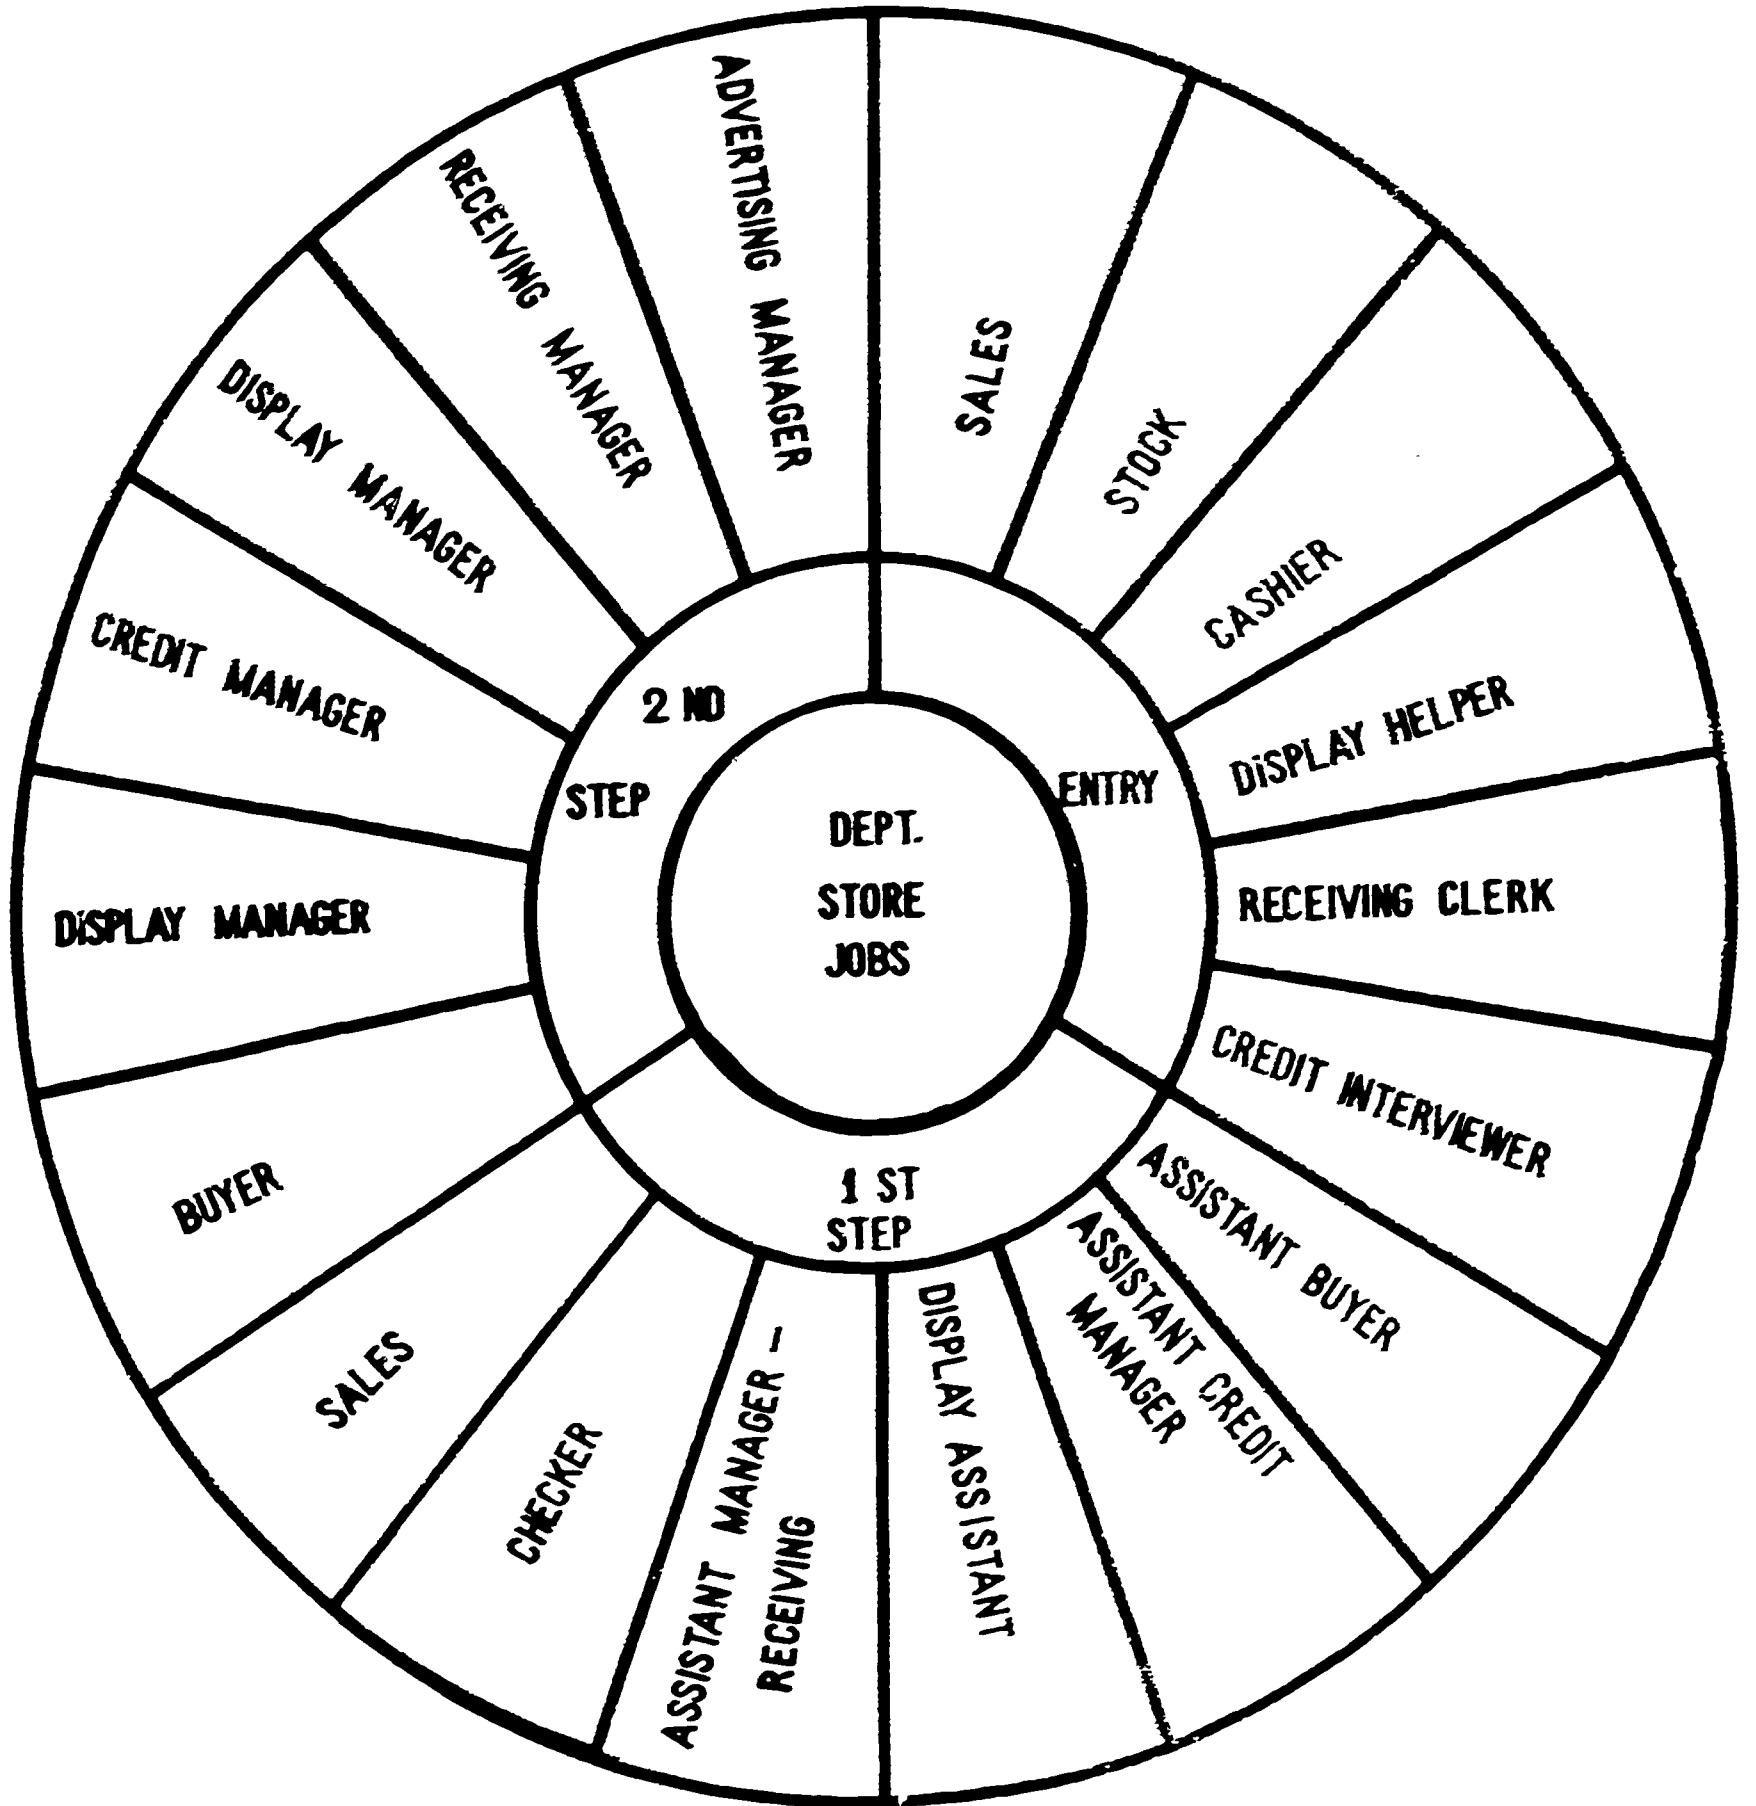 DEPT.
STORE
JOBS
ENTRY
SALES
STOCK
CASHIER
DISPLAY HELPER
RECEIVING CLERK
CREDIT INTERVIEWER
1 ST
STEP
ASSISTANT BUYER
ASSISTANT CREDIT
MANAGER
DISPLAY ASSISTANT
ASSISTANT MANAGER -
RECEIVING
CHECKER
SALES
2 ND
STEP
BUYER
DISPLAY MANAGER
CREDIT MANAGER
DISPLAY MANAGER
RECEIVING MANAGER
ADVERTISING MANAGER